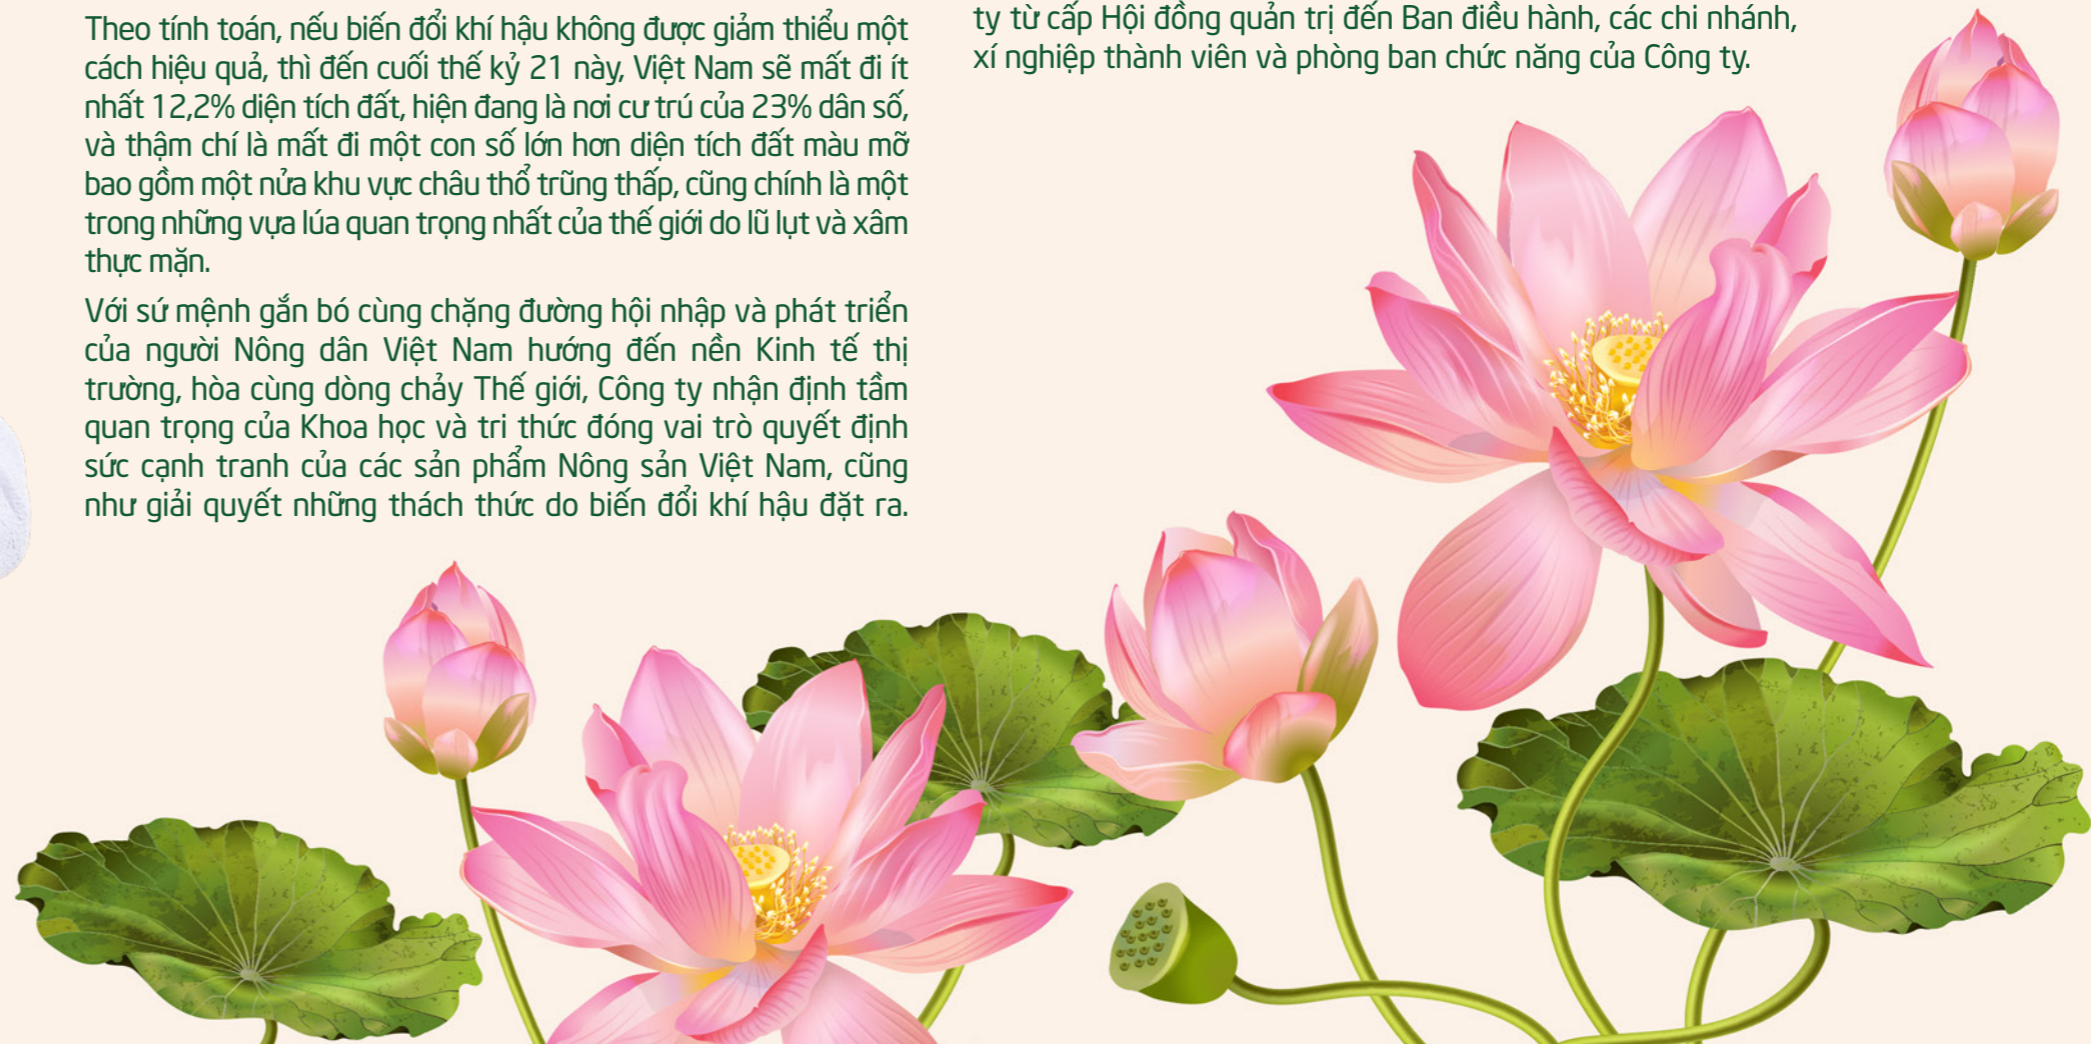 Theo tính toán, nếu biến đổi khí hậu không được giảm thiểu một
cách hiệu quả, thì đến cuối thế kỷ 21 này, Việt Nam sẽ mất đi ít
nhất 12,2% diện tích đất, hiện đang là nơi cư trú của 23% dân số,
và thậm chí là mất đi một con số lớn hơn diện tích đất màu mỡ
bao gồm một nửa khu vực châu thổ trũng thấp, cũng chính là một
trong những vựa lúa quan trọng nhất của thế giới do lũ lụt và xâm
thực mặn.
Với sứ mệnh gắn bó cùng chặng đường hội nhập và phát triển
của người Nông dân Việt Nam hướng đến nền Kinh tế thị
trường, hòa cùng dòng chảy Thế giới, Công ty nhận định tầm
quan trọng của Khoa học và tri thức đóng vai trò quyết định
sức cạnh tranh của các sản phẩm Nông sản Việt Nam, cũng
như giải quyết những thách thức do biến đổi khí hậu đặt ra.
ty từ cấp Hội đồng quản trị đến Ban điều hành, các chi nhánh,
xí nghiệp thành viên và phòng ban chức năng của Công ty.